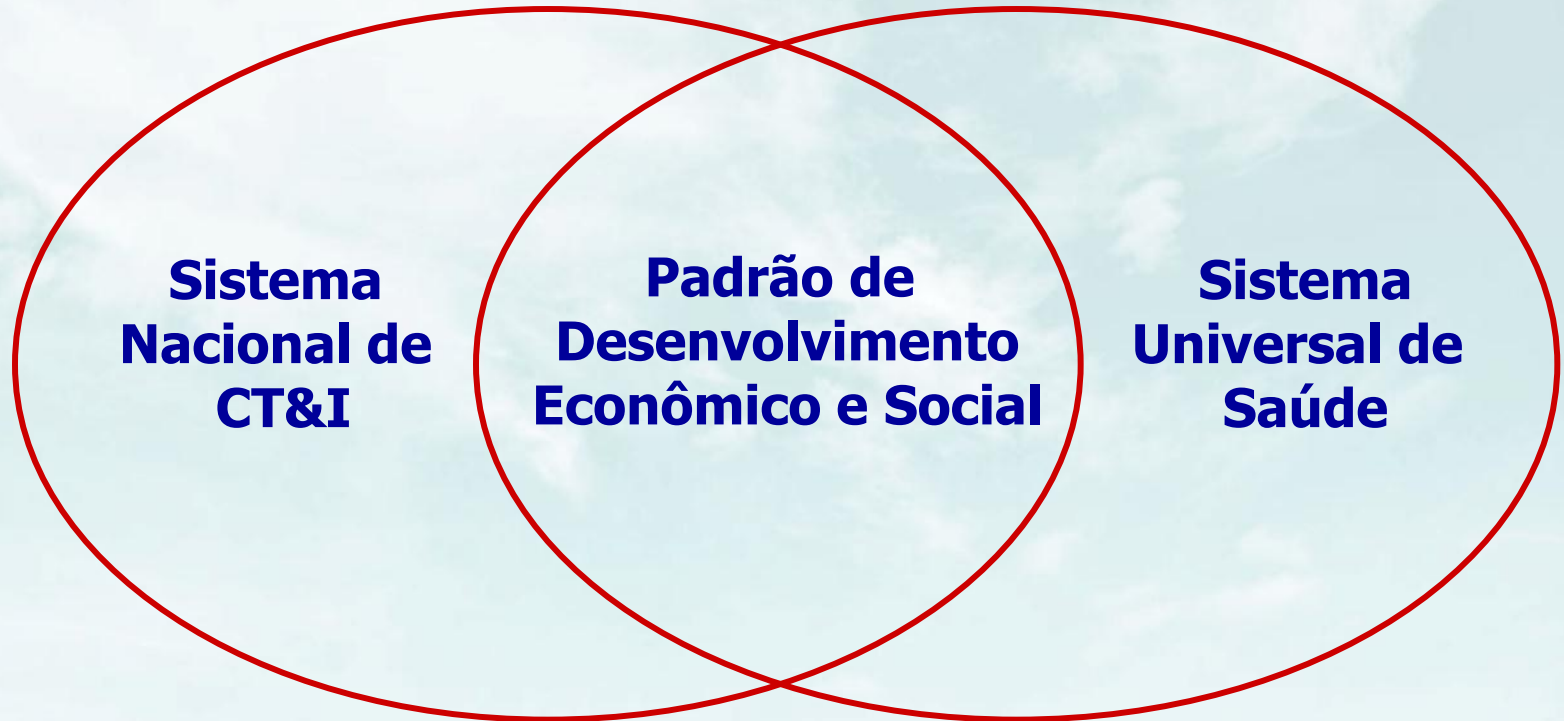 Sistema
Nacional de
CT&I
Padrão de
Desenvolvimento
Econômico e Social
Sistema
Universal de
Saúde